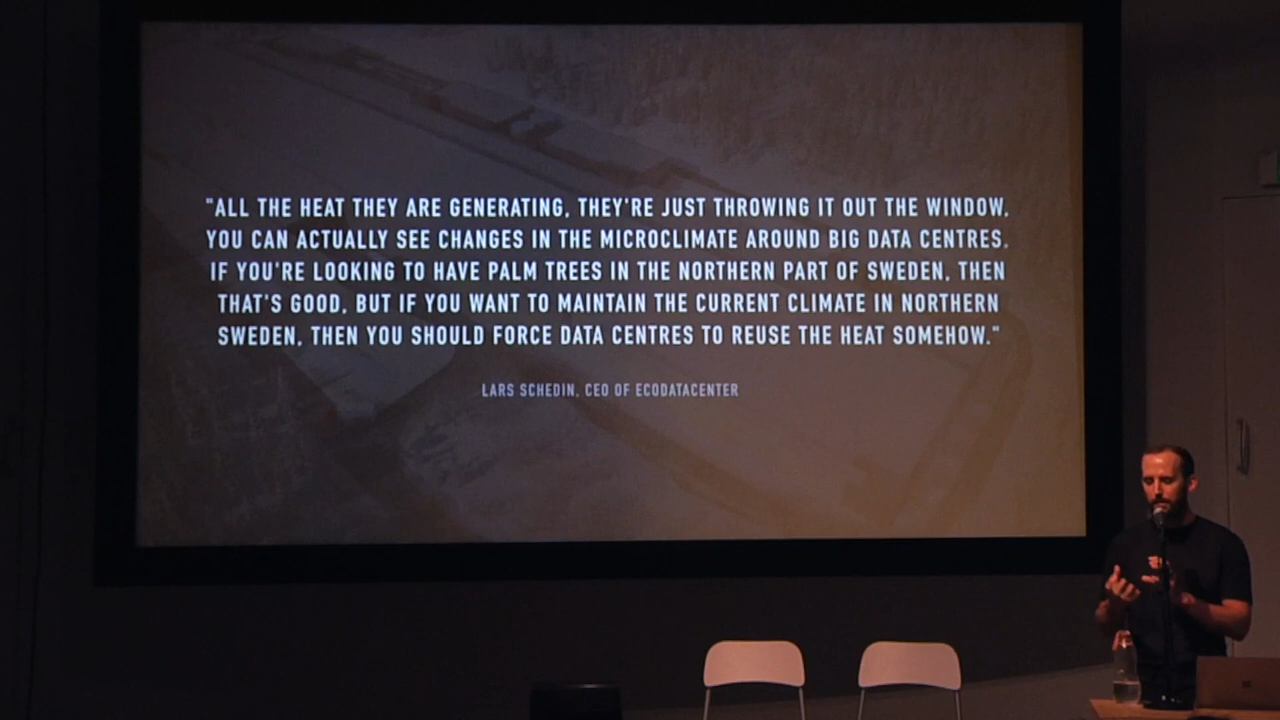 "ALL THE HEAT THEY ARE GENERATING, THEY'RE JUST THROWING IT OUT THE WINDOW.
YOU CAN ACTUALLY SEE CHANGES IN THE MICROCLIMATE AROUND BIG DATA CENTRES.
IF YOU'RE LOOKING TO HAVE PALM TREES IN THE NORTHERN PART OF SWEDEN, THEN
THAT'S GOOD, BUT IF YOU WANT TO MAINTAIN THE CURRENT CLIMATE IN NORTHERN
SWEDEN, THEN YOU SHOULD FORCE DATA CENTRES TO REUSE THE HEAT SOMEHOW."
LARS SCHEDIN, CEO OF ECODATACENTER